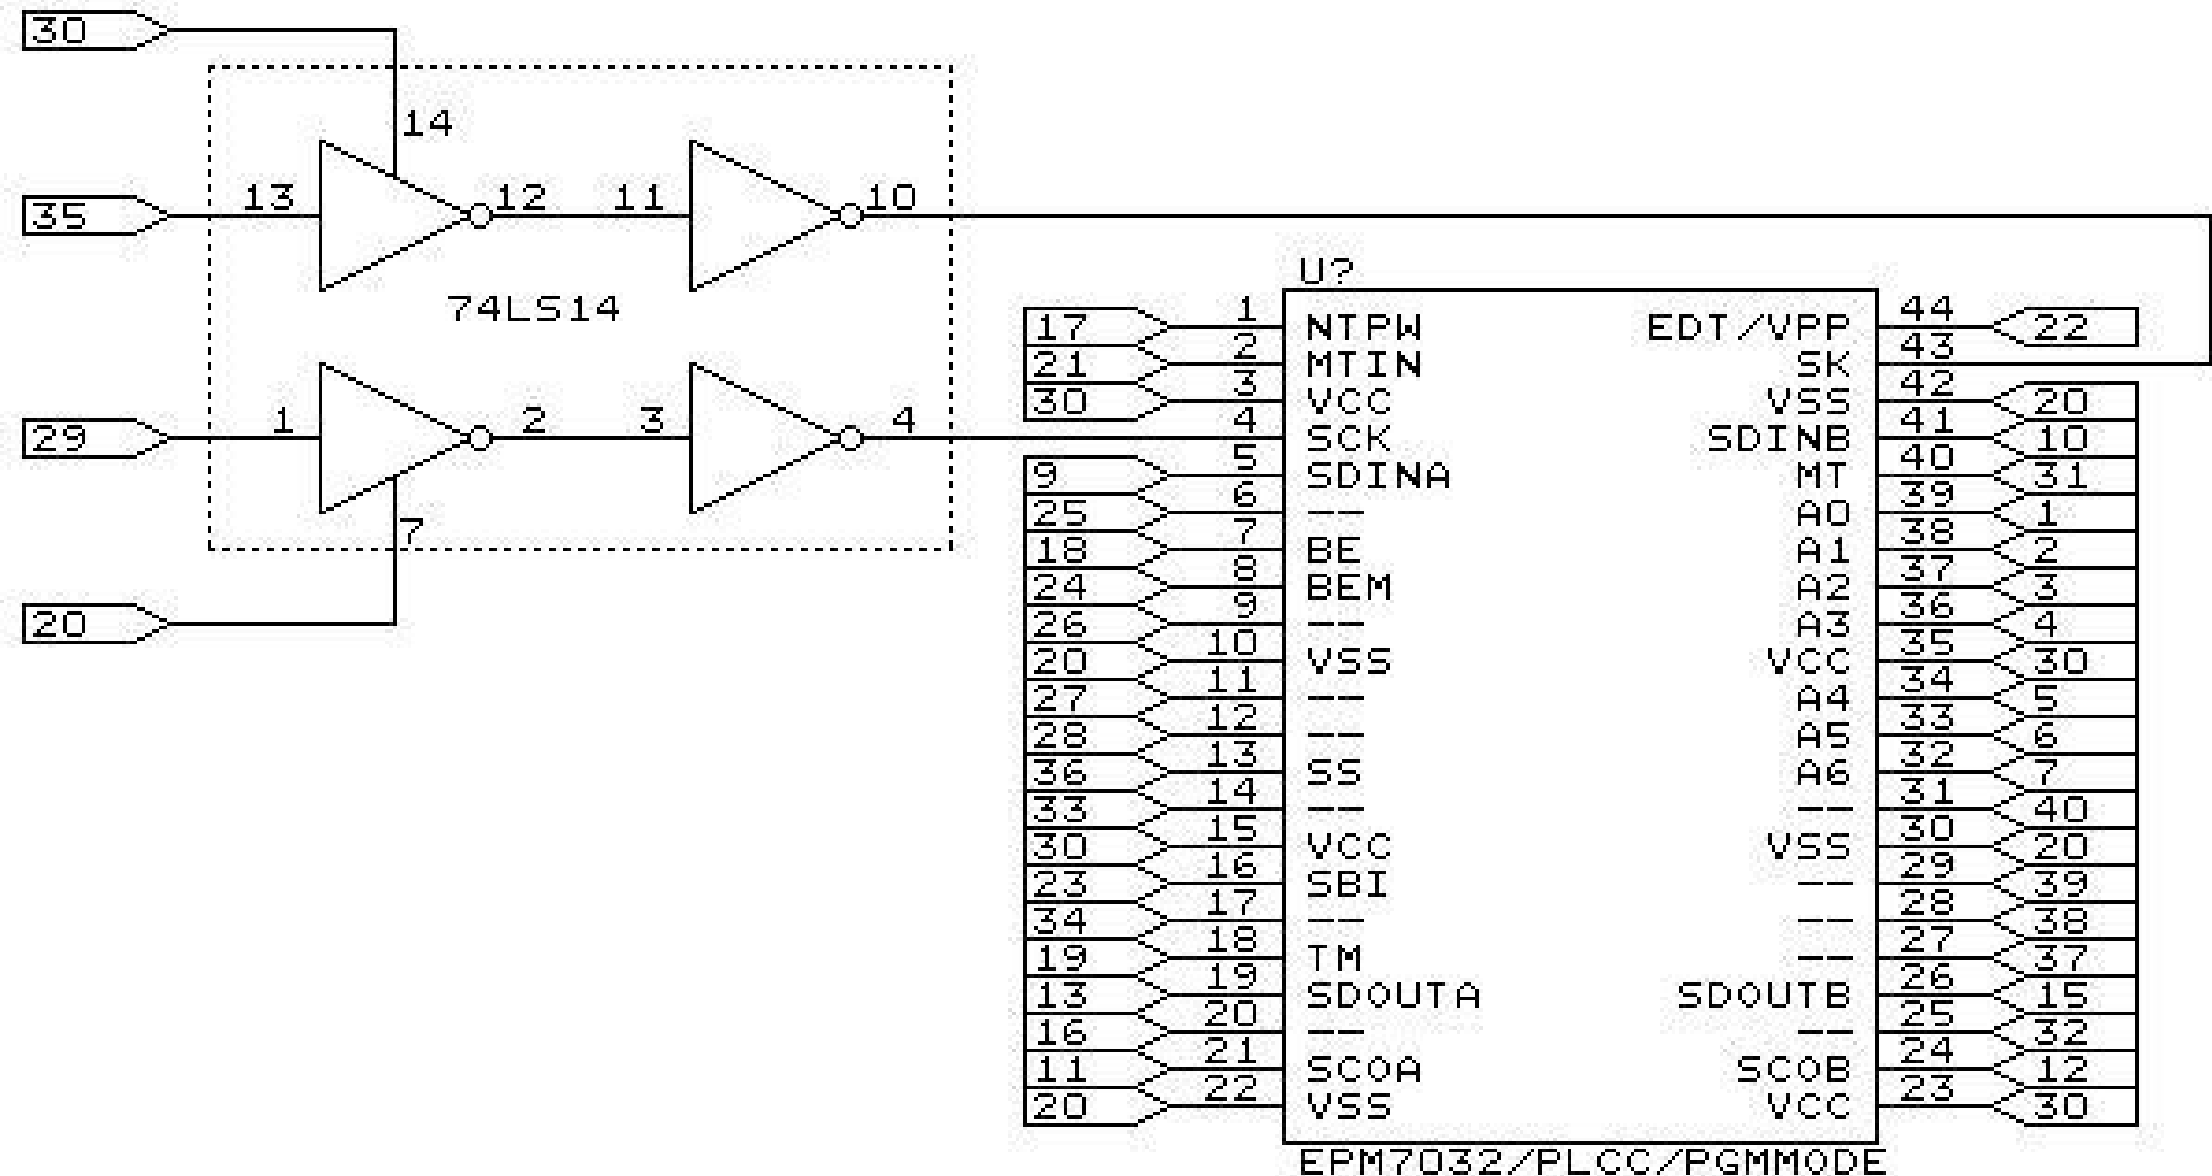 30
14
35 13 12 11 10
74LS14
29 1 2 3 4
7
20
U?
17 1 NTPW EDT/VPP 44 22
21 2 MTIN SK 43
30 3 VCC VSS 42 20
4 SCK SDINB 41 10
9 5 SDINA MT 40 31
25 6 -- A0 39 1
18 7 BE A1 38 2
24 8 BEM A2 37 3
26 9 -- A3 36 4
20 10 VSS VCC 35 30
27 11 -- A4 34 5
28 12 -- A5 33 6
36 13 SS A6 32 7
33 14 -- -- 31 40
30 15 VCC VSS 30 20
23 16 SBI -- 29 39
34 17 -- -- 28 38
19 18 TM -- 27 37
13 19 SDOUTA SDOUTB 26 15
16 20 -- -- 25 32
11 21 SCOA SCOB 24 12
20 22 VSS VCC 23 30
EPM7032/PLCC/PGMMODE